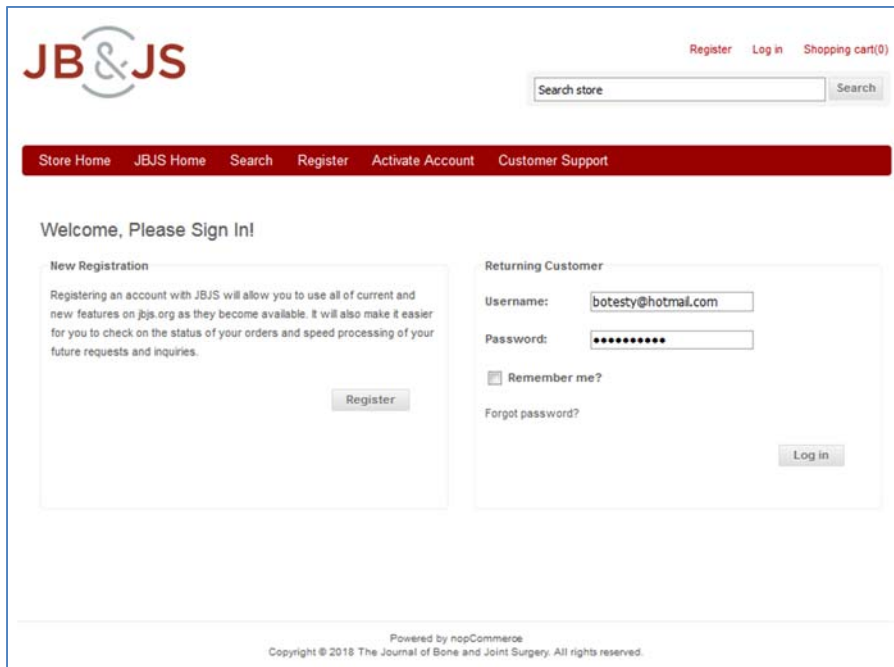 JB&JS
Register Log in Shopping cart(0)
Search store Search
Store Home JBJS Home Search Register Activate Account Customer Support
Welcome, Please Sign In!
New Registration
Registering an account with JBJS will allow you to use all of current and
new features on jbjs.org as they become available. It will also make it easier
for you to check on the status of your orders and speed processing of your
future requests and inquiries.
Register
Returning Customer
Username: botesty@hotmail.com
Password: ••••••••••
Remember me?
Forgot password?
Log in
Powered by nopCommerce
Copyright © 2018 The Journal of Bone and Joint Surgery. All rights reserved.